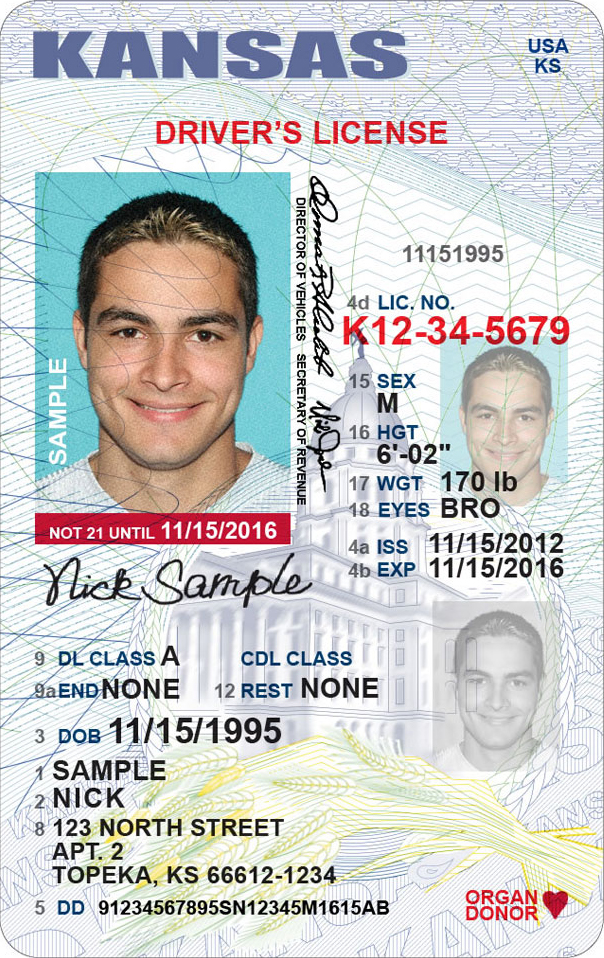 KANSAS
USA
KS
DRIVER'S LICENSE
11151995
DIRECTOR OF VEHICLES SECRETARY OF REVENUE
4d LIC. NO.
K12-34-5679
15 SEX
M
16 HGT
6'-02"
17 WGT 170 lb
18 EYES BRO
4a ISS 11/15/2012
4b EXP 11/15/2016
SAMPLE
NOT 21 UNTIL 11/15/2016
Nick Sample
9 DL CLASS A CDL CLASS
9a END NONE 12 REST NONE
3 DOB 11/15/1995
1 SAMPLE
2 NICK
8 123 NORTH STREET
APT. 2
TOPEKA, KS 66612-1234
5 DD 91234567895SN12345M1615AB
ORGAN
DONOR